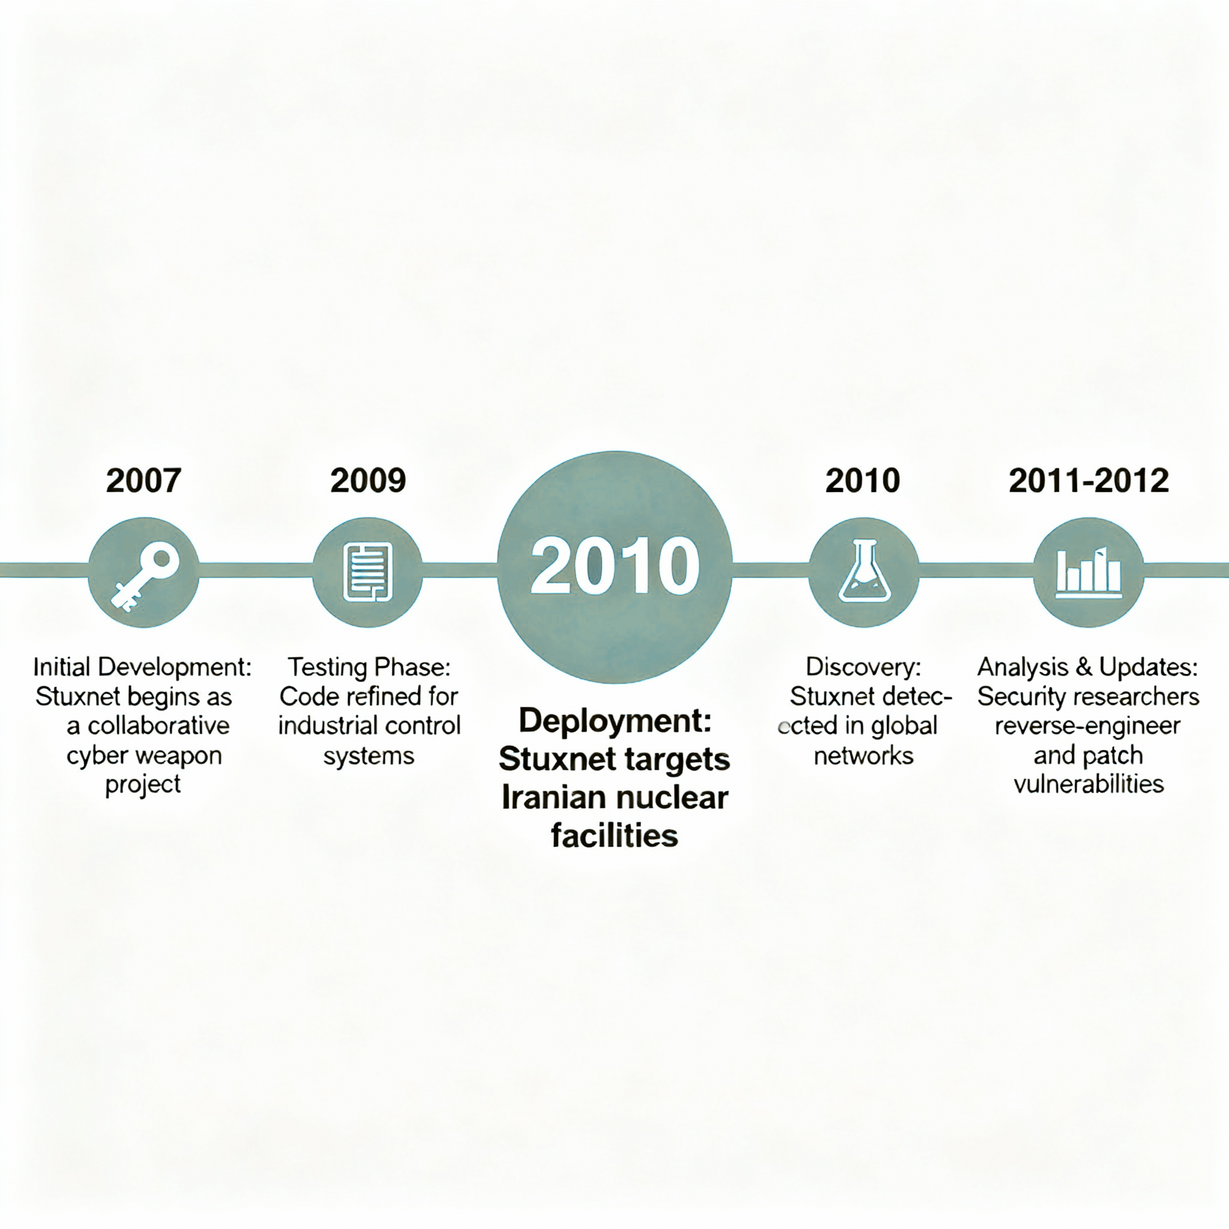 2007
Initial Development:
Stuxnet begins as
a collaborative
cyber weapon
project
2009
Testing Phase:
Code refined for
industrial control
systems
2010
Deployment:
Stuxnet targets
Iranian nuclear
facilities
2010
Discovery:
Stuxnet detec-
cted in global
networks
2011-2012
Analysis & Updates:
Security researchers
reverse-engineer
and patch
vulnerabilities